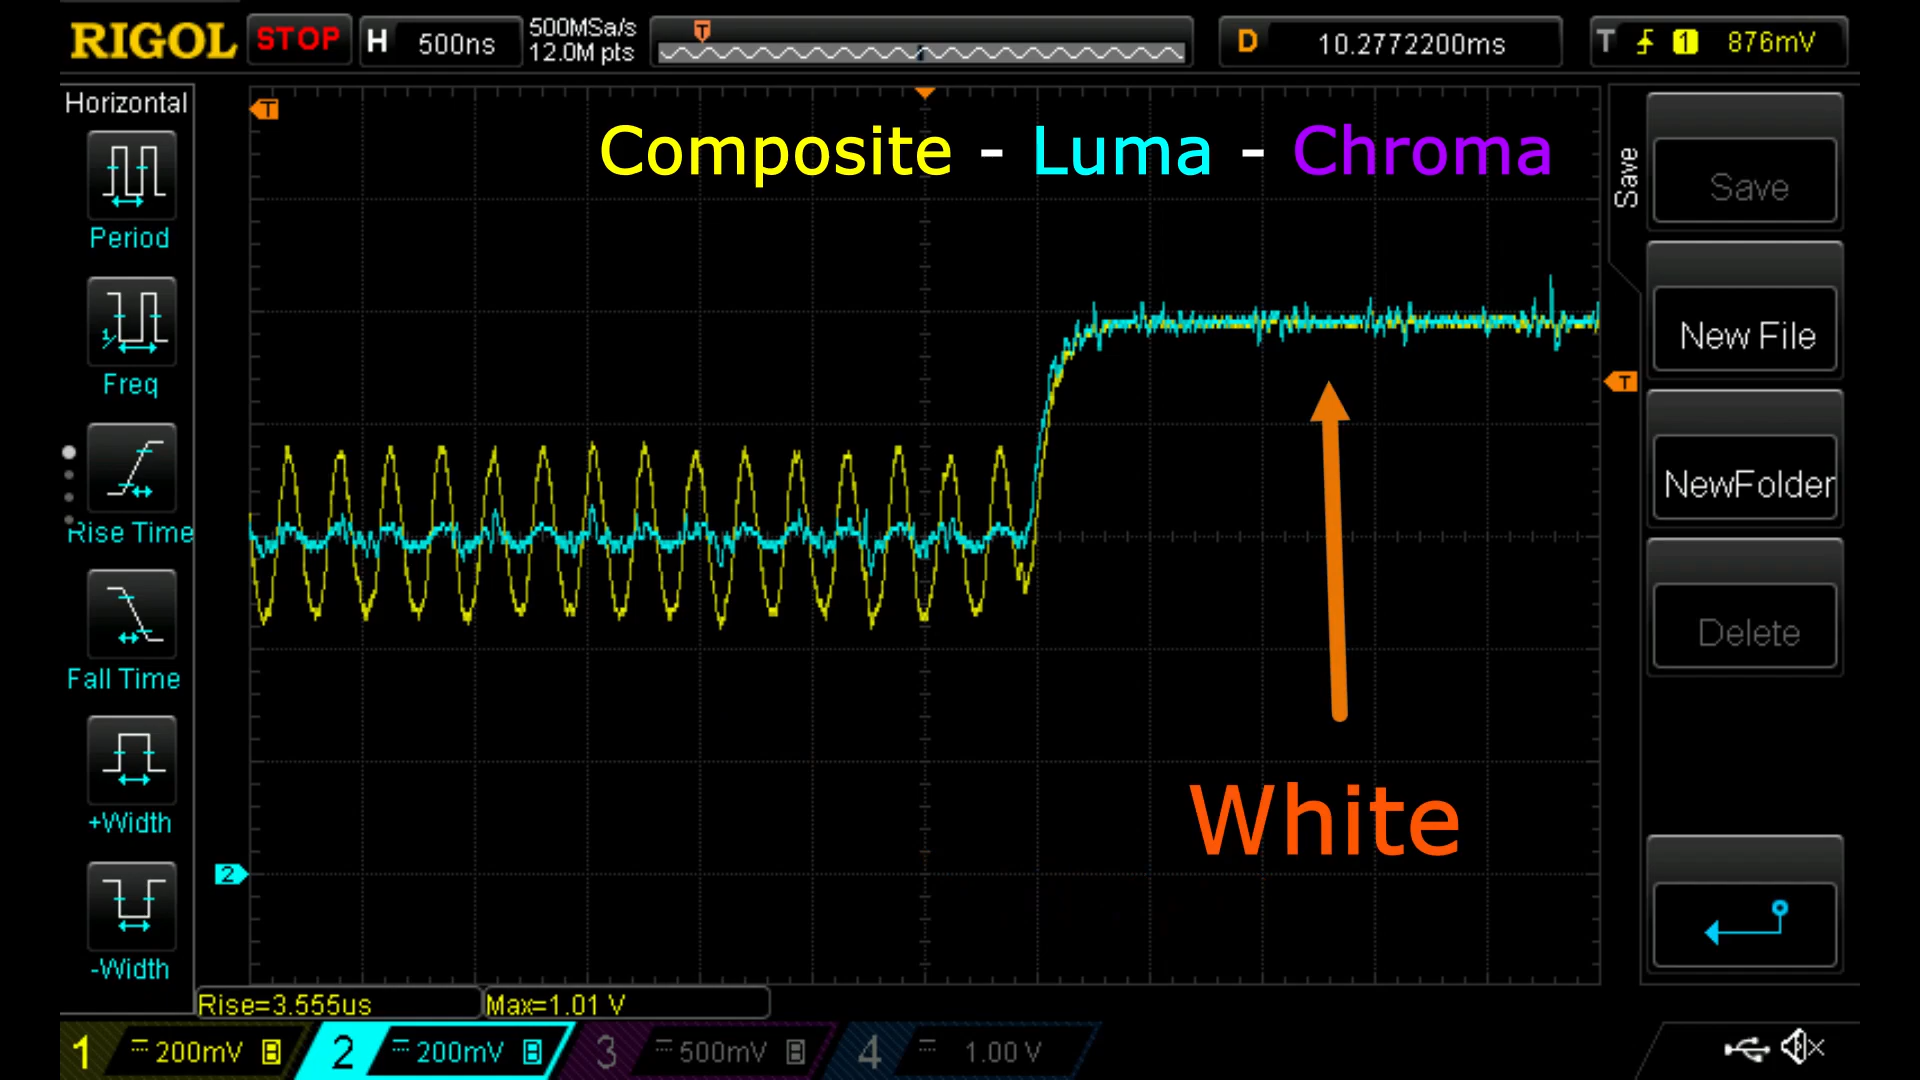 RIGOL STOP H 500ns 500MSa/s 12.0M pts T D 10.2772200ms T 1 876mV
Horizontal
Period
Freq
Rise Time
Fall Time
+Width
-Width
T
Composite - Luma - Chroma
White
T
2
Save
Save
New File
NewFolder
Delete
Rise=3.555us Max=1.01 V
1 200mV B 2 200mV B 3 500mV B 4 1.00 V